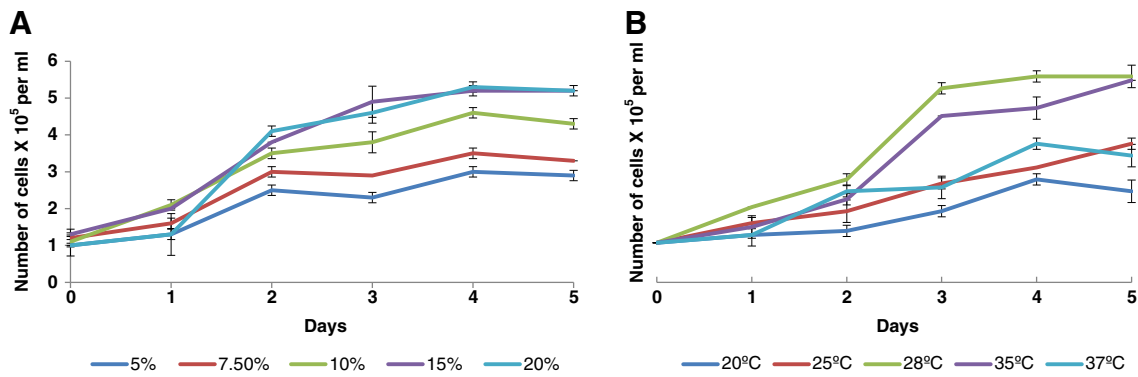 A
Number of cells X 10⁵ per ml
6
5
4
3
2
1
0
0 1 2 3 4 5
Days
5% 7.50% 10% 15% 20%
B
Number of cells X 10⁵ per ml
0 1 2 3 4 5
Days
20ºC 25ºC 28ºC 35ºC 37ºC